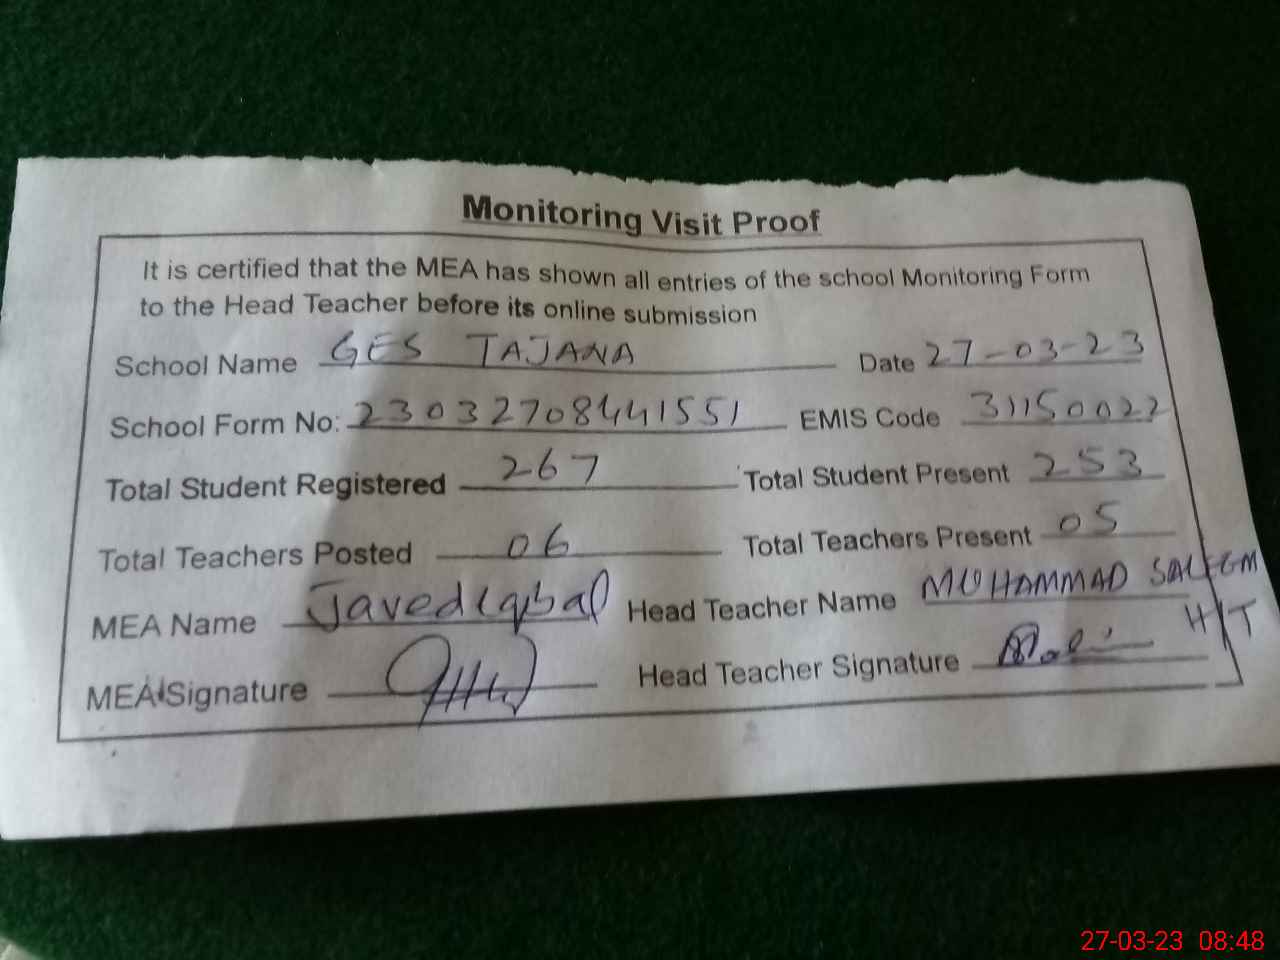 Monitoring Visit Proof
It is certified that the MEA has shown all entries of the school Monitoring Form
to the Head Teacher before its online submission
School Name GES TAJANA Date 27-03-23
School Form No: 230327084441551 EMIS Code 31150022
Total Student Registered 267 Total Student Present 253
Total Teachers Posted 06 Total Teachers Present 05
MEA Name Javed Iqbal Head Teacher Name MUHAMMAD SALEEM
H/T
MEA Signature Head Teacher Signature
27-03-23 08:48